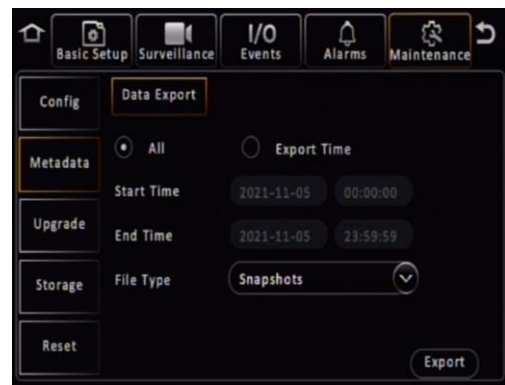 Basic Setup Surveillance I/O Events Alarms Maintenance
Config
Data Export
Metadata
All Export Time
Start Time 2021-11-05 00:00:00
Upgrade
End Time 2021-11-05 23:59:59
Storage
File Type Snapshots
Reset
Export